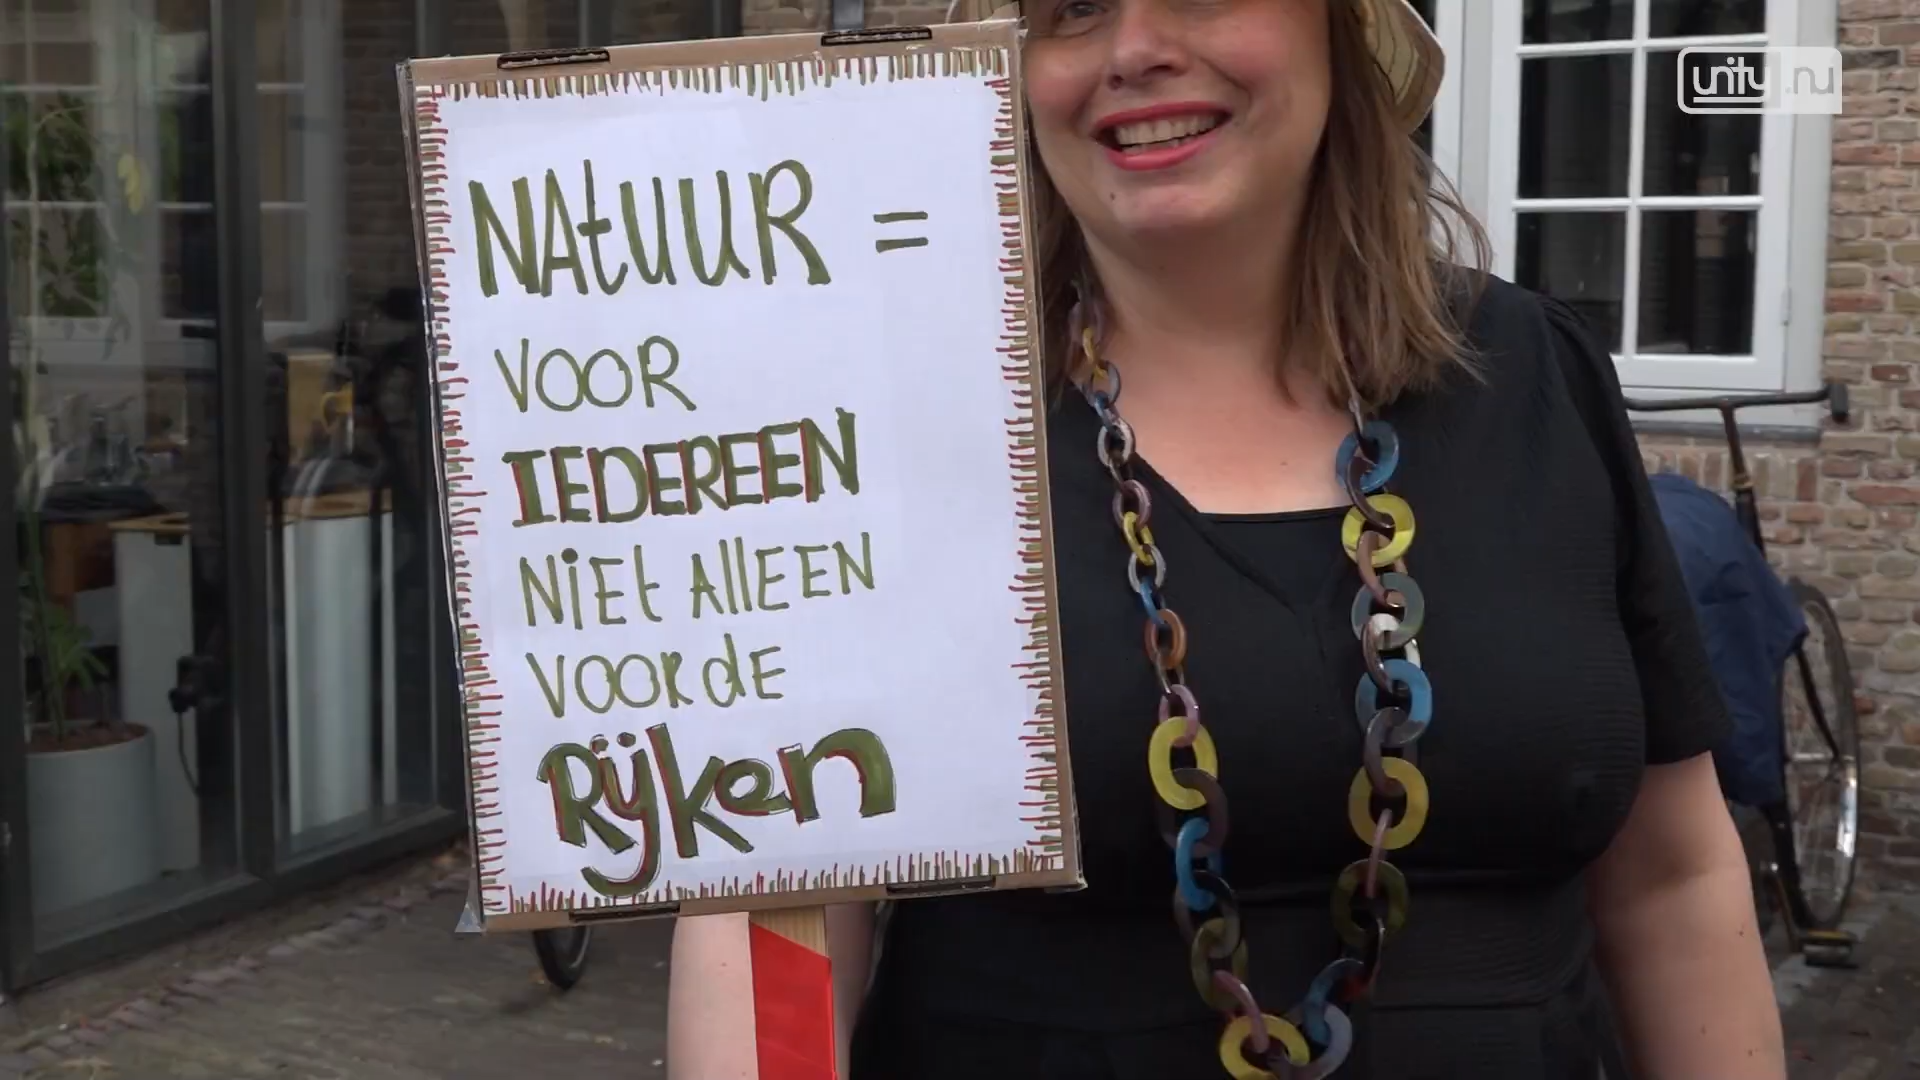 unity.nu
NAtUUR =
VOOR
IEDEREEN
NiEt AllEEN
VOOR dE
Rijken